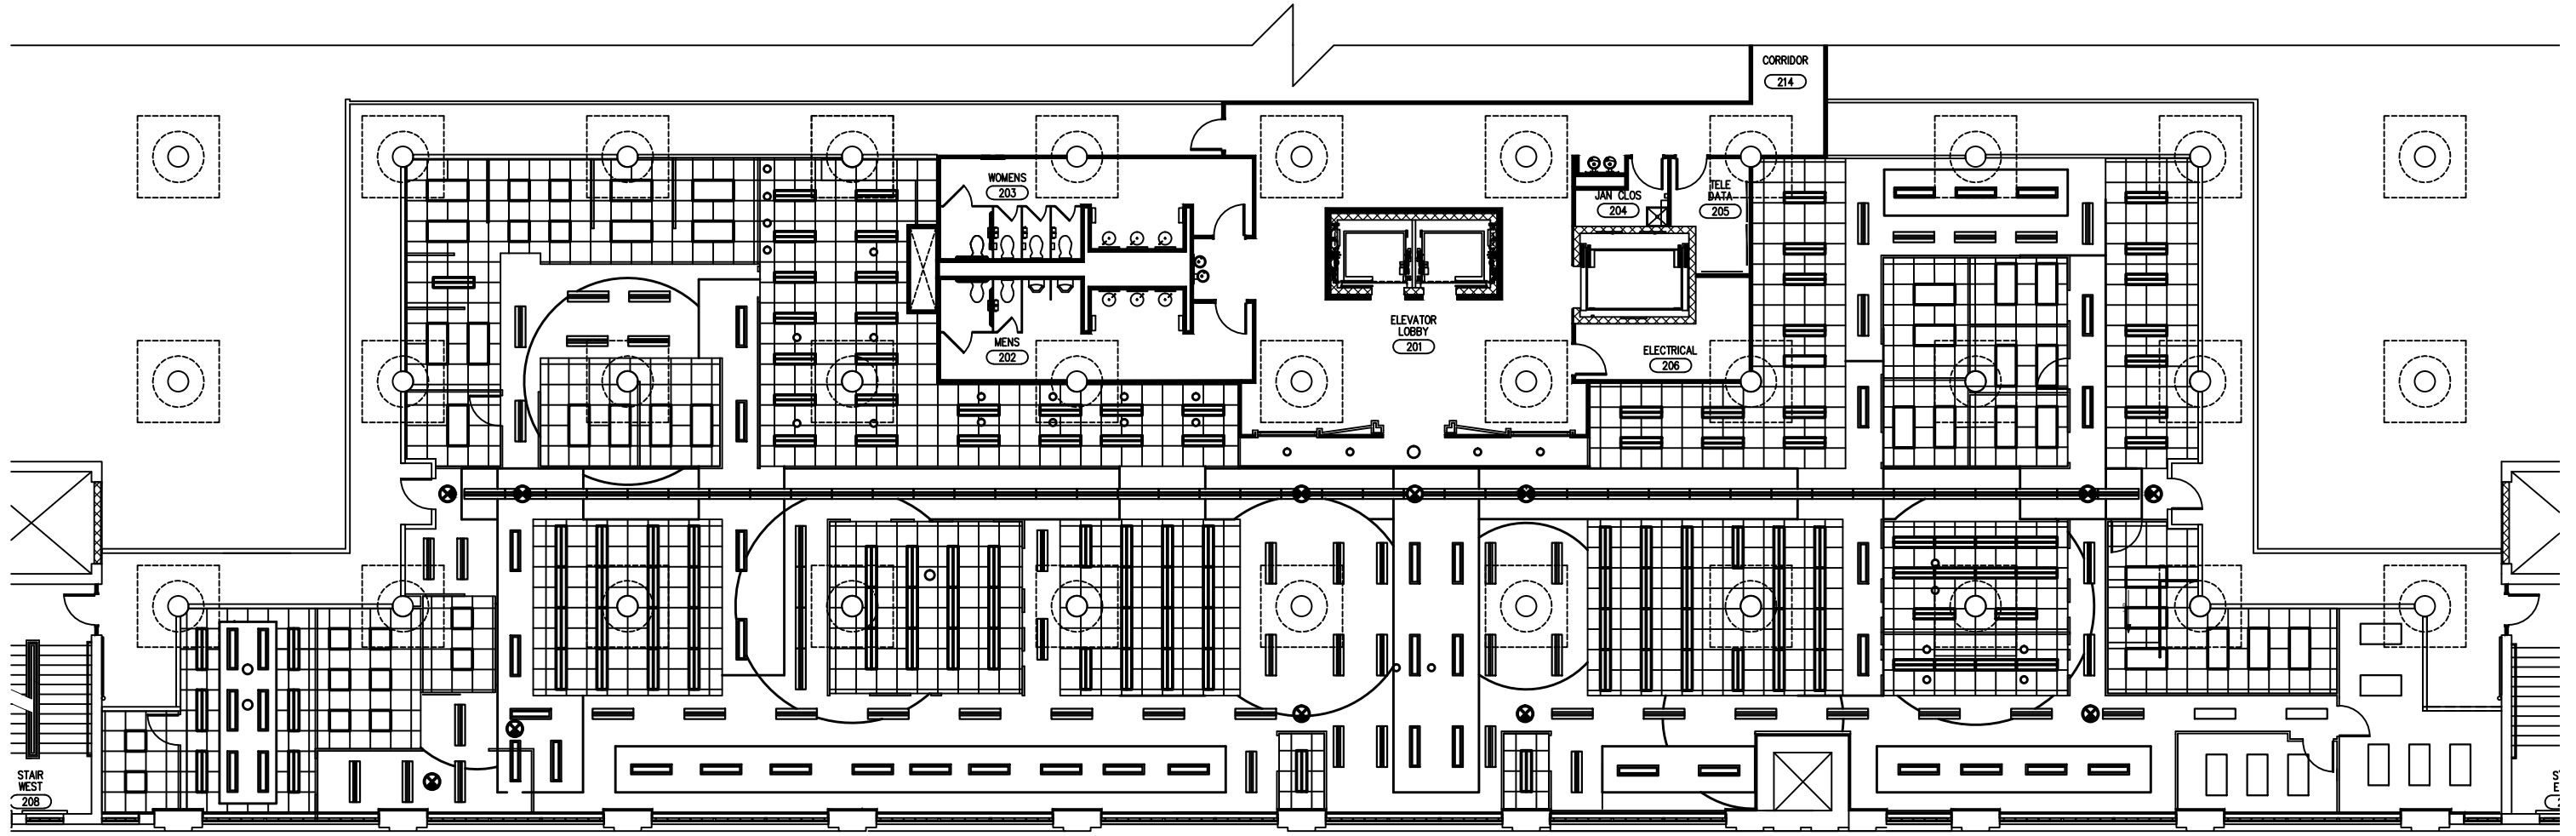 CORRIDOR
214
WOMENS
203
JAN CLOS
204
TELE
DATA
205
ELEVATOR
LOBBY
201
MENS
202
ELECTRICAL
206
STAIR
WEST
208